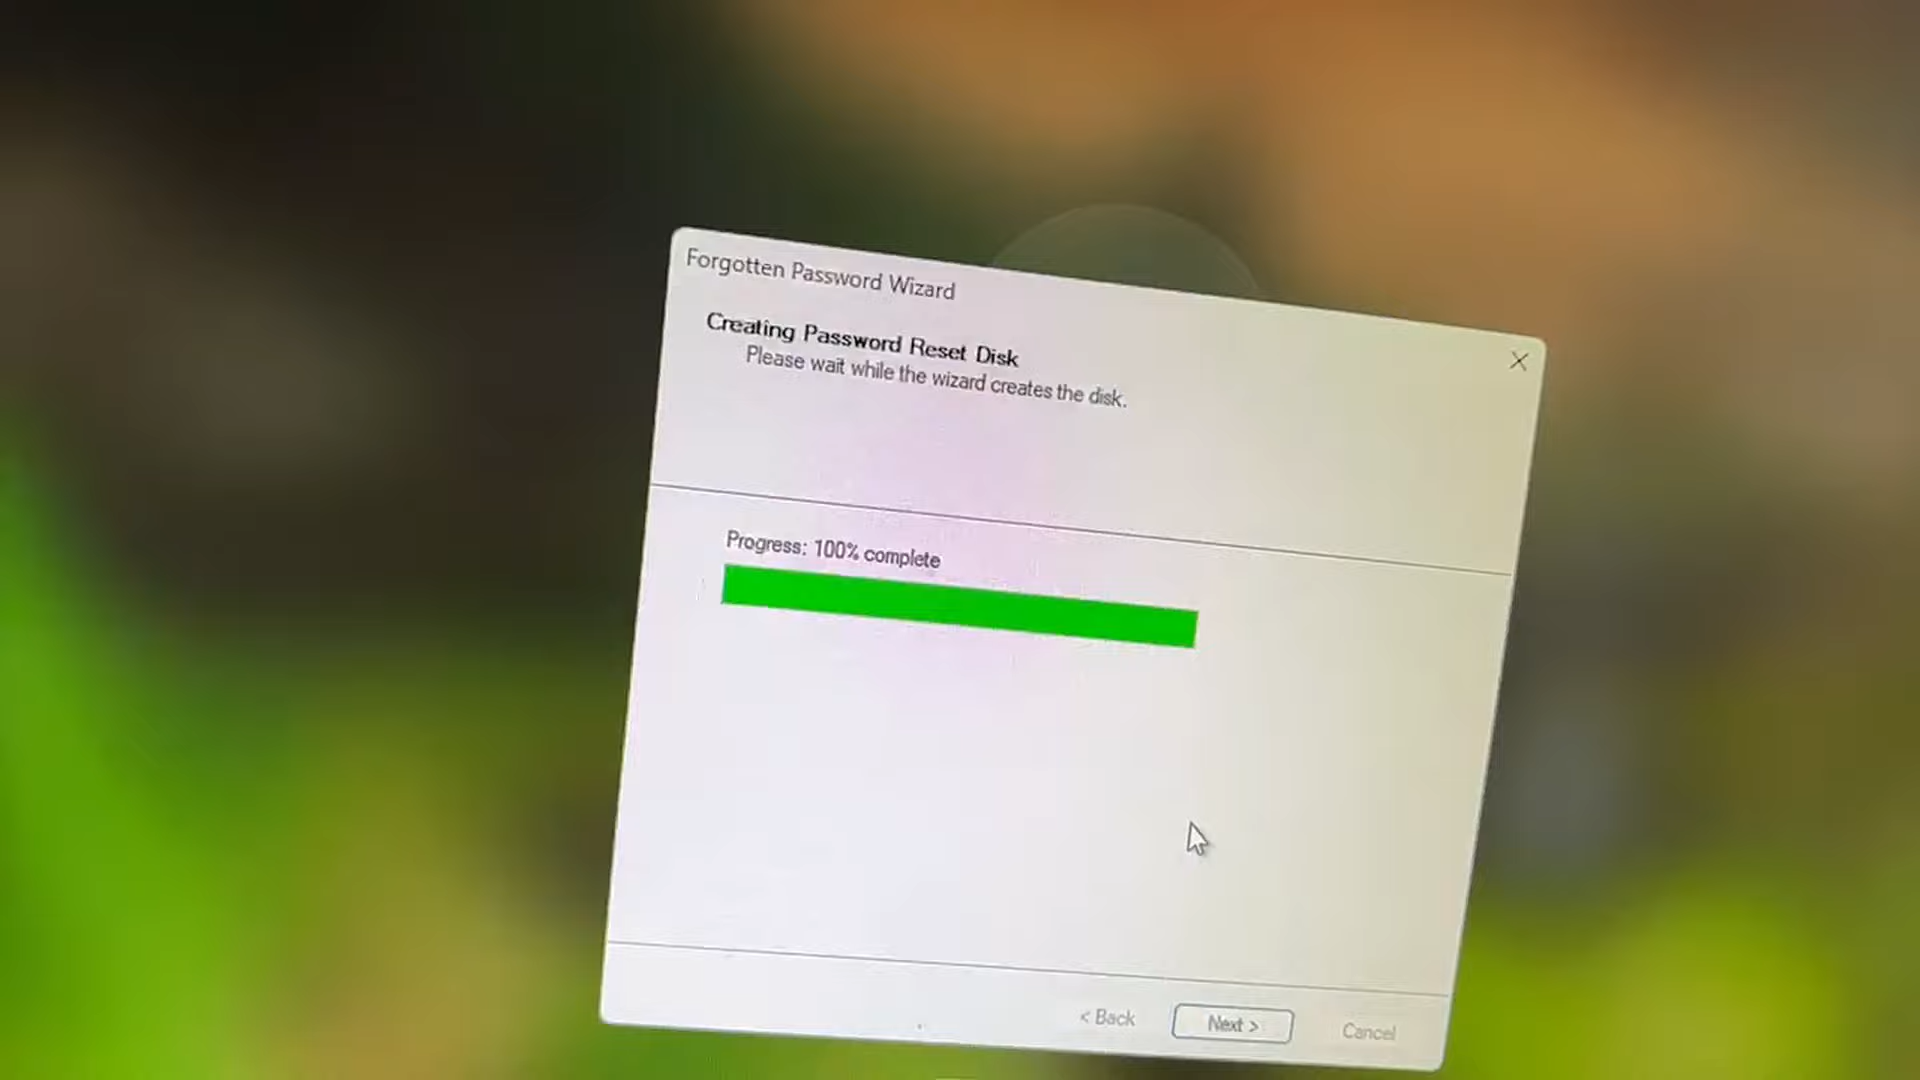 Forgotten Password Wizard
Creating Password Reset Disk
Please wait while the wizard creates the disk.
Progress: 100% complete
< Back
Next >
Cancel